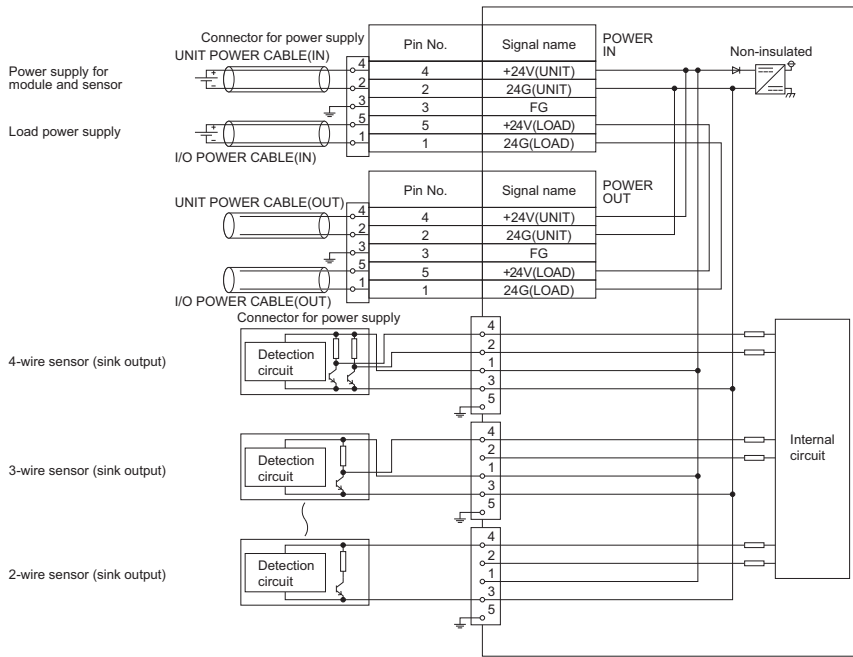 Connector for power supply
UNIT POWER CABLE(IN)
Power supply for
module and sensor
Load power supply
I/O POWER CABLE(IN)
4
2
3
5
1
Pin No. Signal name
4 +24V(UNIT)
2 24G(UNIT)
3 FG
5 +24V(LOAD)
1 24G(LOAD)
POWER
IN
Non-insulated
UNIT POWER CABLE(OUT)
4
2
3
5
1
Pin No. Signal name
4 +24V(UNIT)
2 24G(UNIT)
3 FG
5 +24V(LOAD)
1 24G(LOAD)
POWER
OUT
I/O POWER CABLE(OUT)
Connector for power supply
4-wire sensor (sink output)
Detection
circuit
4
2
1
3
5
3-wire sensor (sink output)
Detection
circuit
4
2
1
3
5
Internal
circuit
2-wire sensor (sink output)
Detection
circuit
4
2
1
3
5